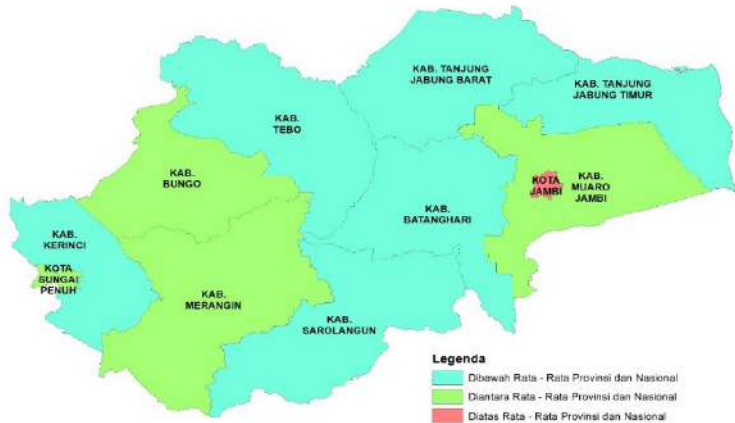 KAB. TANJUNG
JABUNG BARAT
KAB. TANJUNG
JABUNG TIMUR
KAB.
TEBO
KAB.
BUNGO
KOTA
JAMBI
KAB.
MUARO
JAMBI
KAB.
BATANGHARI
KAB.
KERINCI
KOTA
SUNGAI
PENUH
KAB.
MERANGIN
KAB.
SAROLANGUN
Legenda
Dibawah Rata - Rata Provinsi dan Nasional
Diantara Rata - Rata Provinsi dan Nasional
Diatas Rata - Rata Provinsi dan Nasional